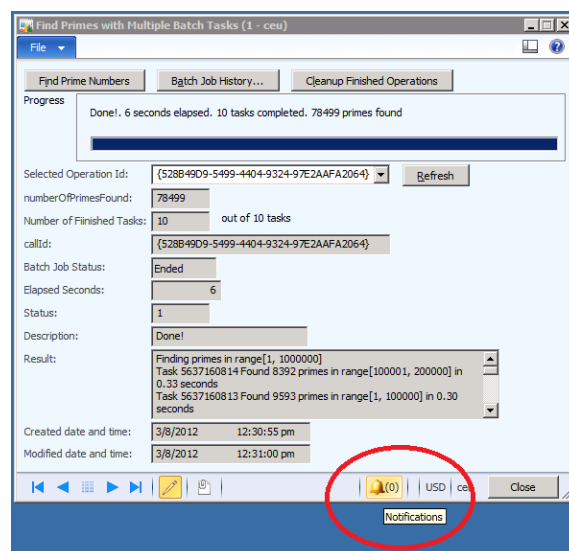 Find Primes with Multiple Batch Tasks (1 - ceu)
File
Find Prime Numbers
Batch Job History...
Cleanup Finished Operations
Progress
Done!. 6 seconds elapsed. 10 tasks completed. 78499 primes found
Selected Operation Id: {528B49D9-5499-4404-9324-97E2AAFA2064} Refresh
numberOfPrimesFound: 78499
Number of Fiinished Tasks: 10 out of 10 tasks
callId: {528B49D9-5499-4404-9324-97E2AAFA2064}
Batch Job Status: Ended
Elapsed Seconds: 6
Status: 1
Description: Done!
Result: Finding primes in range[1, 1000000]
Task 5637160814 Found 8392 primes in range[100001, 200000] in
0.33 seconds
Task 5637160813 Found 9593 primes in range[1, 100000] in 0.30
seconds
Created date and time: 3/8/2012 12:30:55 pm
Modified date and time: 3/8/2012 12:31:00 pm
(0) USD ceu Close
Notifications